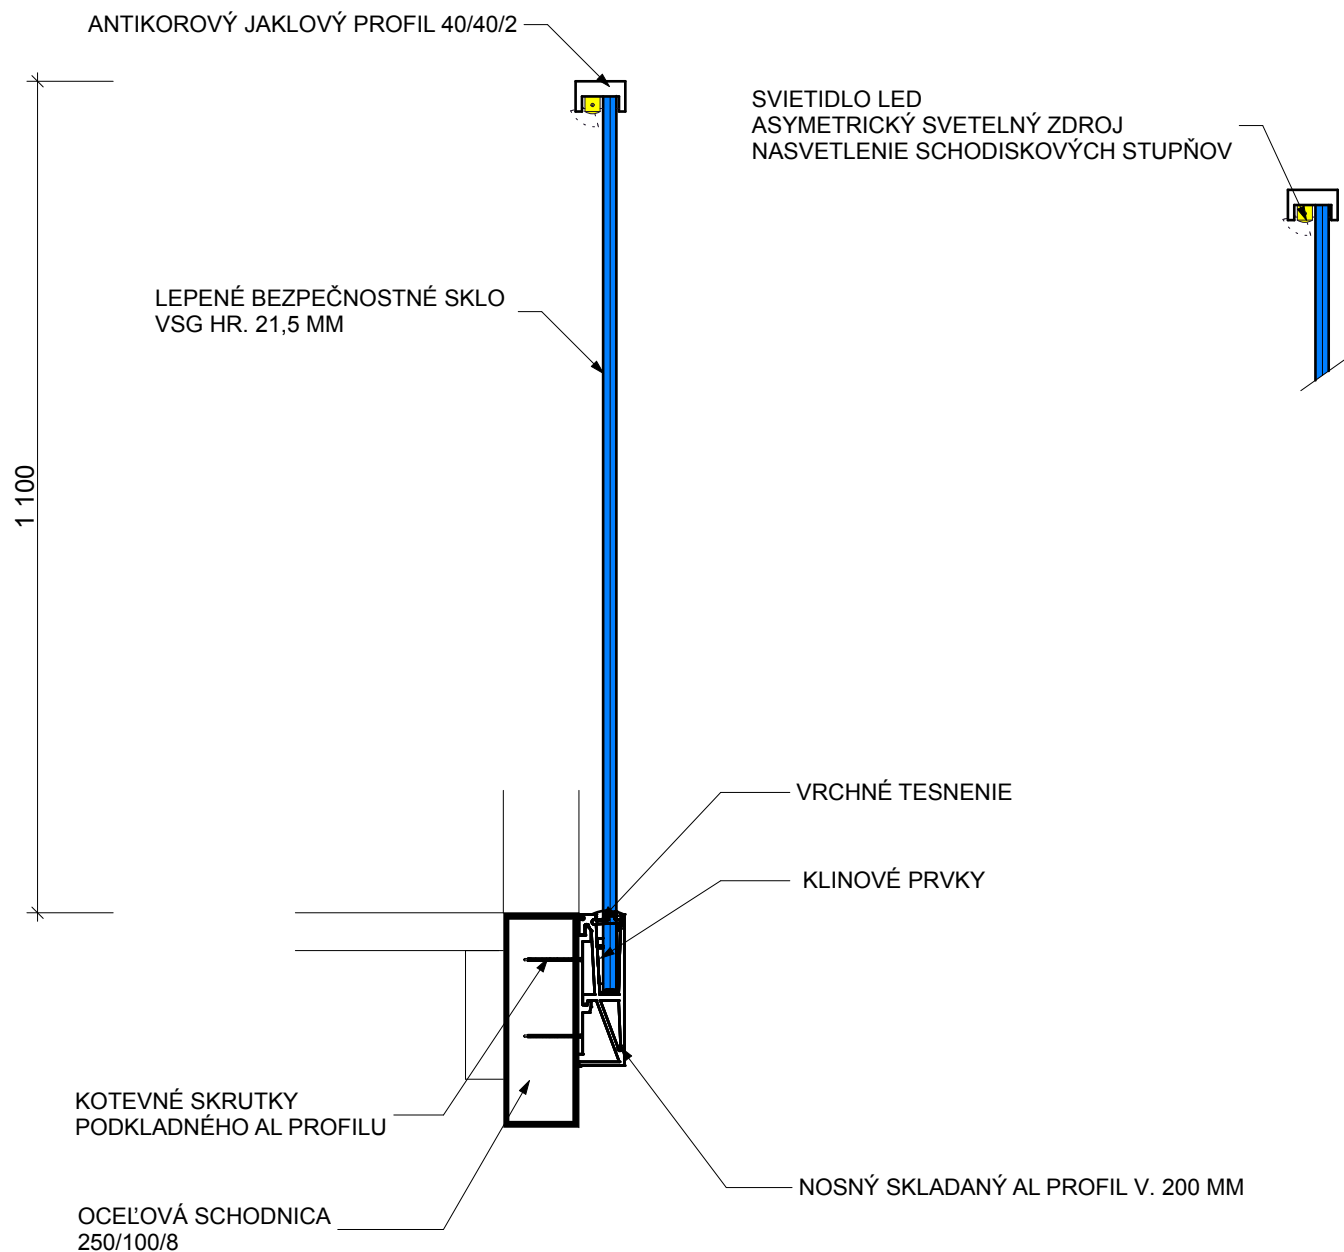 ANTIKOROVÝ JAKLOVÝ PROFIL 40/40/2
SVIETIDLO LED
ASYMETRICKÝ SVETELNÝ ZDROJ
NASVETLENIE SCHODISKOVÝCH STUPŇOV
LEPENÉ BEZPEČNOSTNÉ SKLO
VSG HR. 21,5 MM
1 100
VRCHNÉ TESNENIE
KLINOVÉ PRVKY
KOTEVNÉ SKRUTKY
PODKLADNÉHO AL PROFILU
NOSNÝ SKLADANÝ AL PROFIL V. 200 MM
OCEĽOVÁ SCHODNICA
250/100/8